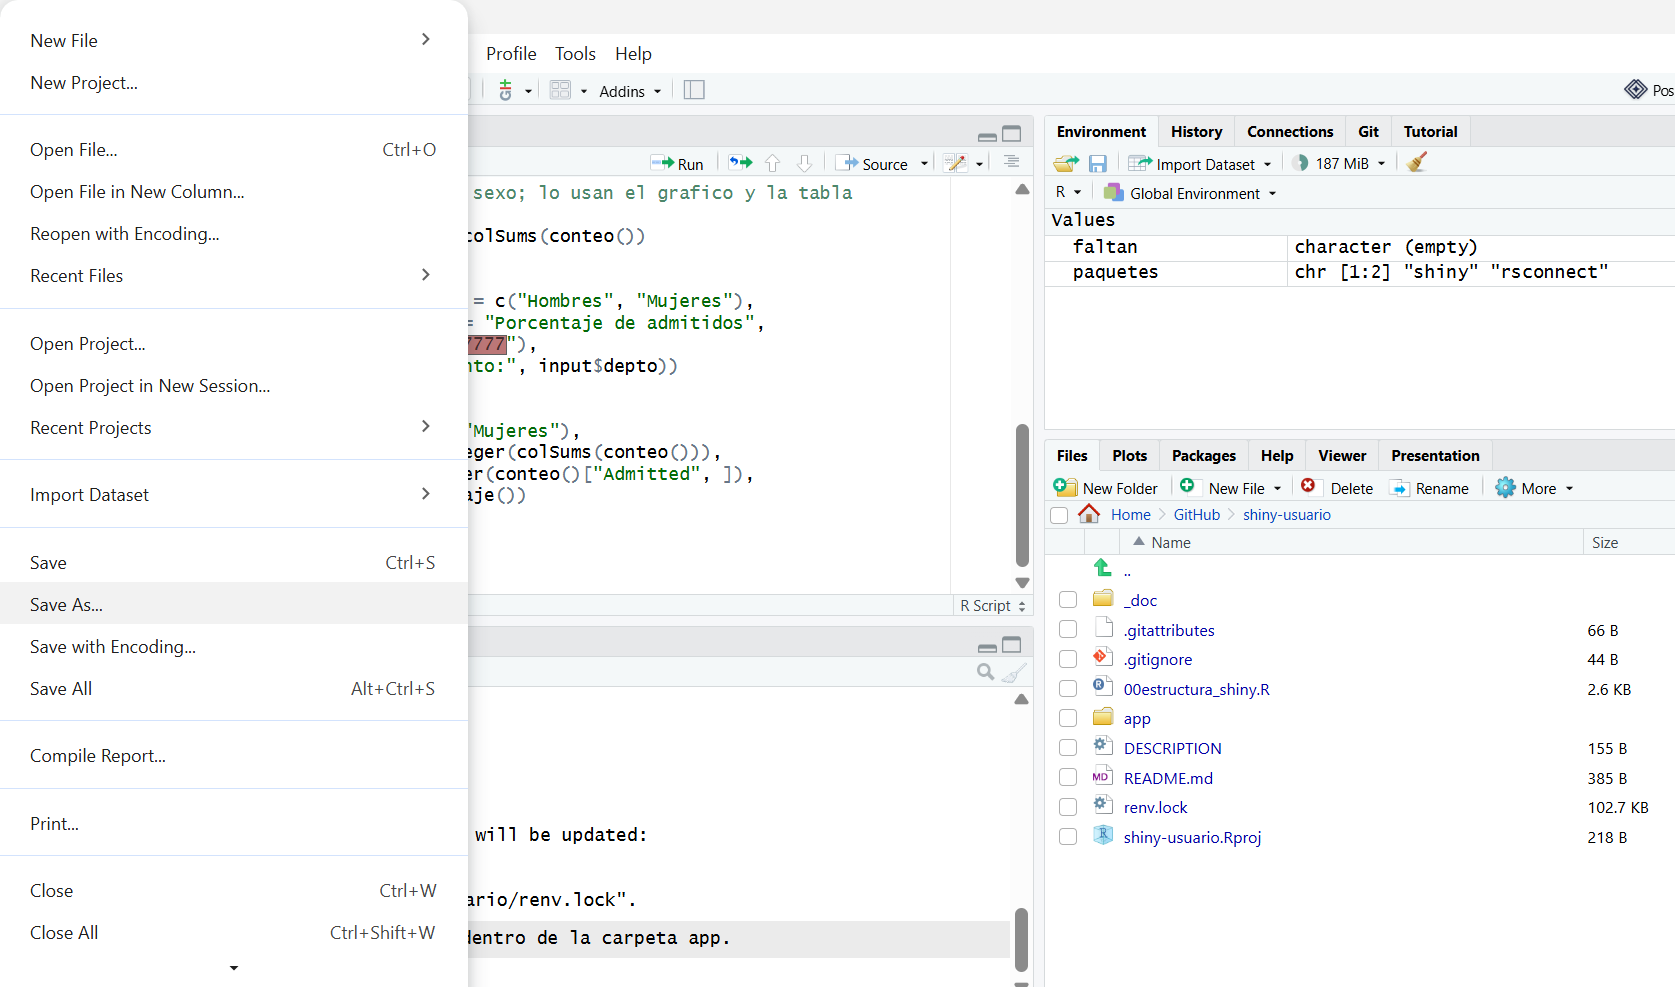 New File
New Project...
Open File... Ctrl+O
Open File in New Column...
Reopen with Encoding...
Recent Files
Open Project...
Open Project in New Session...
Recent Projects
Import Dataset
Save Ctrl+S
Save As...
Save with Encoding...
Save All Alt+Ctrl+S
Compile Report...
Print...
Close Ctrl+W
Close All Ctrl+Shift+W
Profile Tools Help
Addins
Run Source
sexo; lo usan el grafico y la tabla
colSums(conteo())
= c("Hombres", "Mujeres"),
= "Porcentaje de admitidos",
7777"),
nto:", input$depto))
"Mujeres"),
eger(colSums(conteo())),
er(conteo()["Admitted", ]),
aje())
R Script
will be updated:
ario/renv.lock".
dentro de la carpeta app.
Pos
Environment History Connections Git Tutorial
Import Dataset 187 MiB
R Global Environment
Values
faltan character (empty)
paquetes chr [1:2] "shiny" "rsconnect"
Files Plots Packages Help Viewer Presentation
New Folder New File Delete Rename More
Home GitHub shiny-usuario
Name Size
..
_doc
.gitattributes 66 B
.gitignore 44 B
00estructura_shiny.R 2.6 KB
app
DESCRIPTION 155 B
README.md 385 B
renv.lock 102.7 KB
shiny-usuario.Rproj 218 B